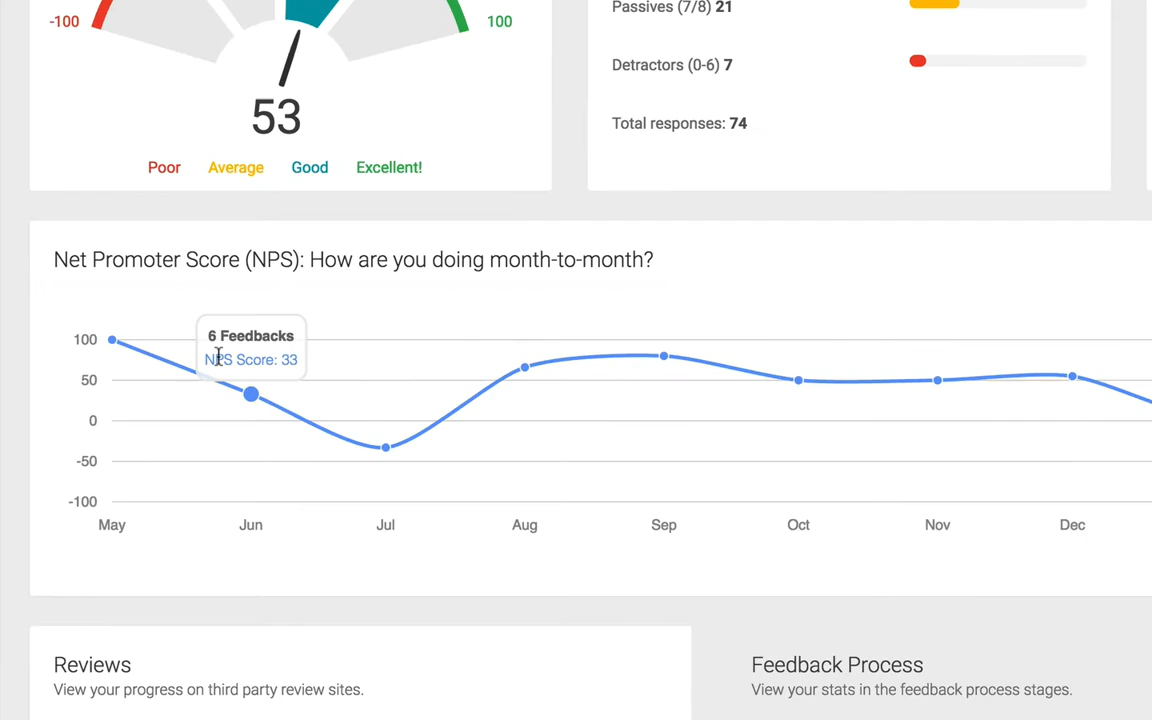 -100
100
53
Poor Average Good Excellent!
Passives (7/8) 21
Detractors (0-6) 7
Total responses: 74
Net Promoter Score (NPS): How are you doing month-to-month?
6 Feedbacks
NPS Score: 33
100
50
0
-50
-100
May Jun Jul Aug Sep Oct Nov Dec
Reviews
View your progress on third party review sites.
Feedback Process
View your stats in the feedback process stages.